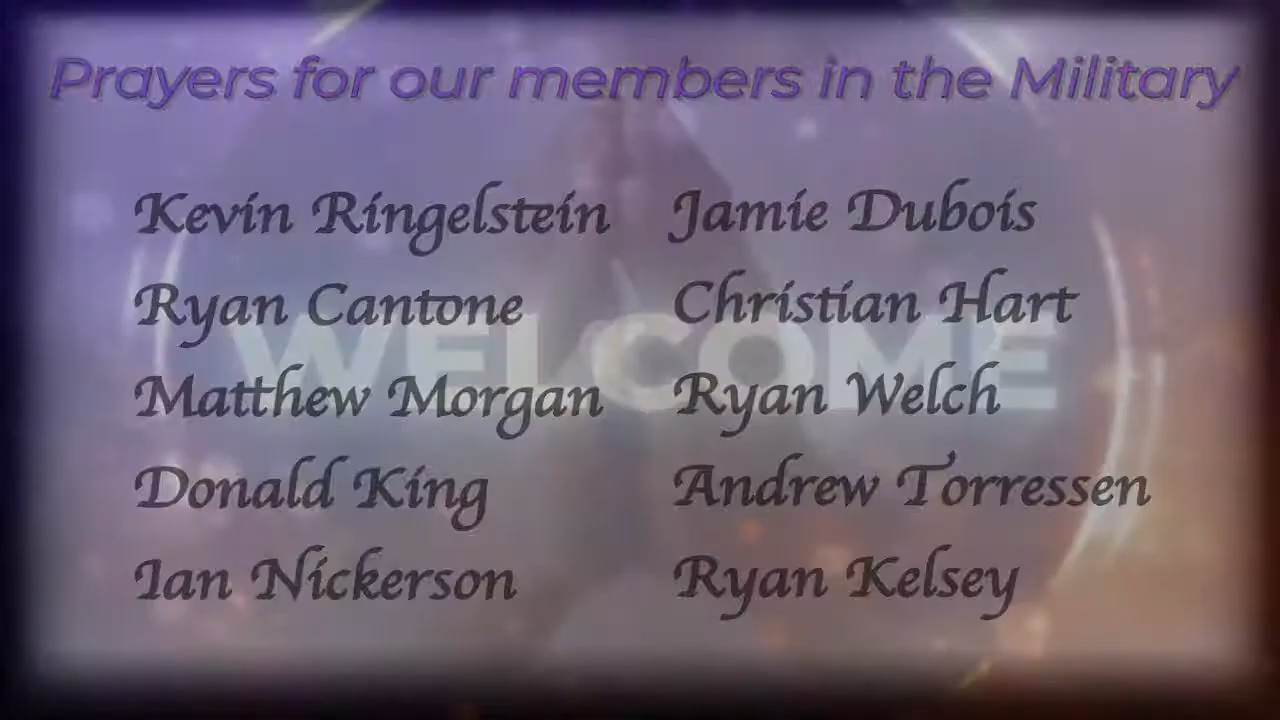 Prayers for our members in the Military
Kevin Ringelstein
Ryan Cantone
Matthew Morgan
Donald King
Ian Nickerson
Jamie Dubois
Christian Hart
Ryan Welch
Andrew Torressen
Ryan Kelsey
WELCOME